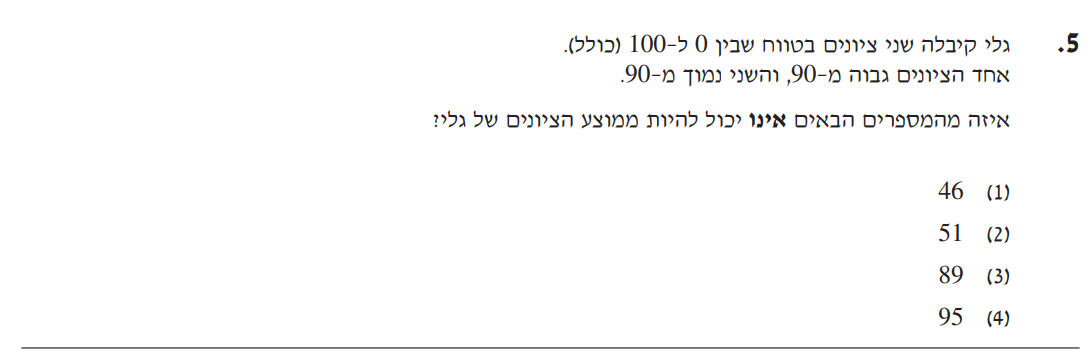 5. גלי קיבלה שני ציונים בטווח שבין 0 ל-100 (כולל).
אחד הציונים גבוה מ-90, והשני נמוך מ-90.
איזה מהמספרים הבאים אינו יכול להיות ממוצע הציונים של גלי?
(1) 46
(2) 51
(3) 89
(4) 95